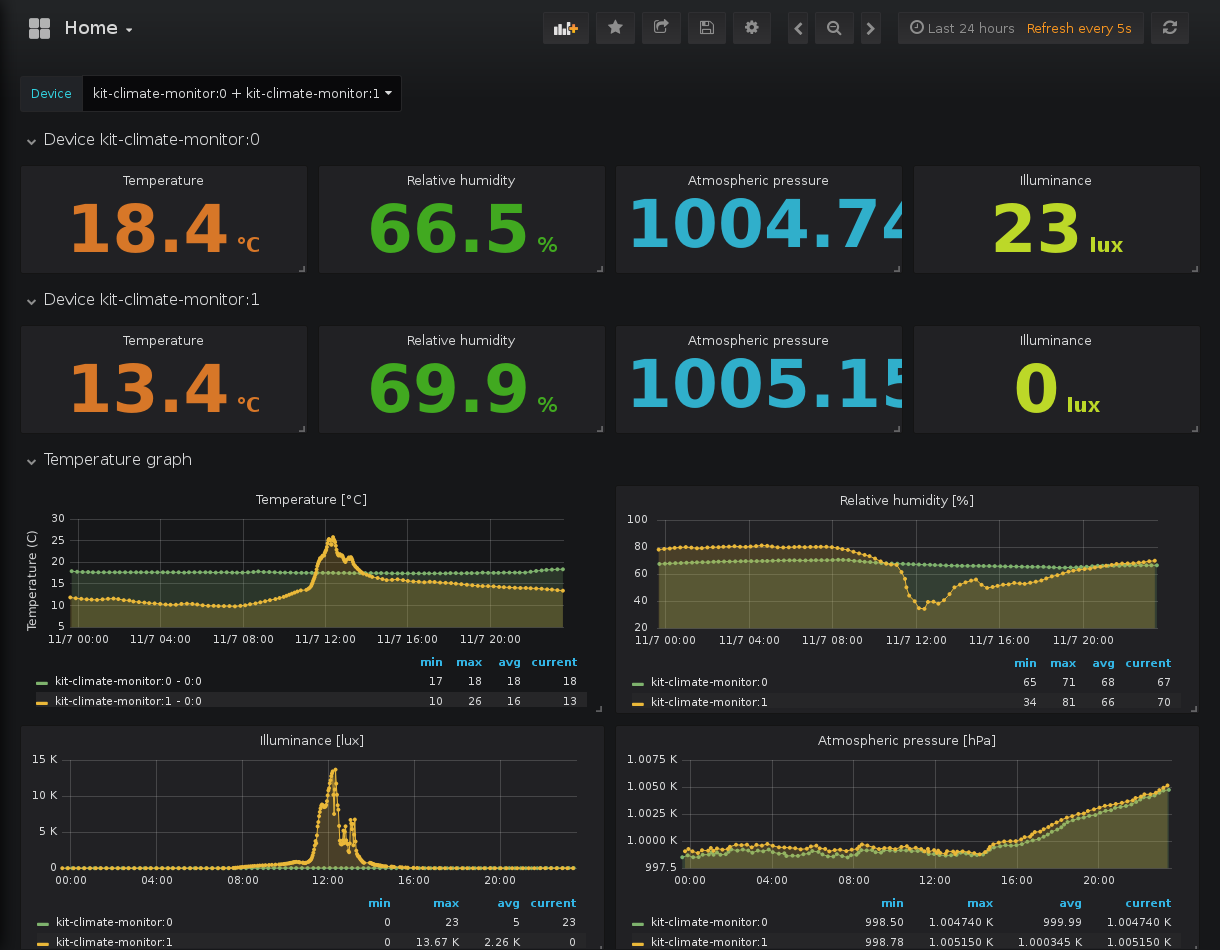 Home
Last 24 hours Refresh every 5s
Device kit-climate-monitor:0 + kit-climate-monitor:1
Device kit-climate-monitor:0
Temperature Relative humidity Atmospheric pressure Illuminance
18.4 °C 66.5 % 1004.74 23 lux
Device kit-climate-monitor:1
Temperature Relative humidity Atmospheric pressure Illuminance
13.4 °C 69.9 % 1005.15 0 lux
Temperature graph
Temperature [°C]
Temperature (C)
30
25
20
15
10
5
11/7 00:00 11/7 04:00 11/7 08:00 11/7 12:00 11/7 16:00 11/7 20:00
min max avg current
kit-climate-monitor:0 - 0:0 17 18 18 18
kit-climate-monitor:1 - 0:0 10 26 16 13
Relative humidity [%]
100
80
60
40
20
11/7 00:00 11/7 04:00 11/7 08:00 11/7 12:00 11/7 16:00 11/7 20:00
min max avg current
kit-climate-monitor:0 65 71 68 67
kit-climate-monitor:1 34 81 66 70
Illuminance [lux]
15 K
10 K
5 K
0
00:00 04:00 08:00 12:00 16:00 20:00
min max avg current
kit-climate-monitor:0 0 23 5 23
kit-climate-monitor:1 0 13.67 K 2.26 K 0
Atmospheric pressure [hPa]
1.0075 K
1.0050 K
1.0025 K
1.0000 K
997.5
00:00 04:00 08:00 12:00 16:00 20:00
min max avg current
kit-climate-monitor:0 998.50 1.004740 K 999.99 1.004740 K
kit-climate-monitor:1 998.78 1.005150 K 1.000345 K 1.005150 K